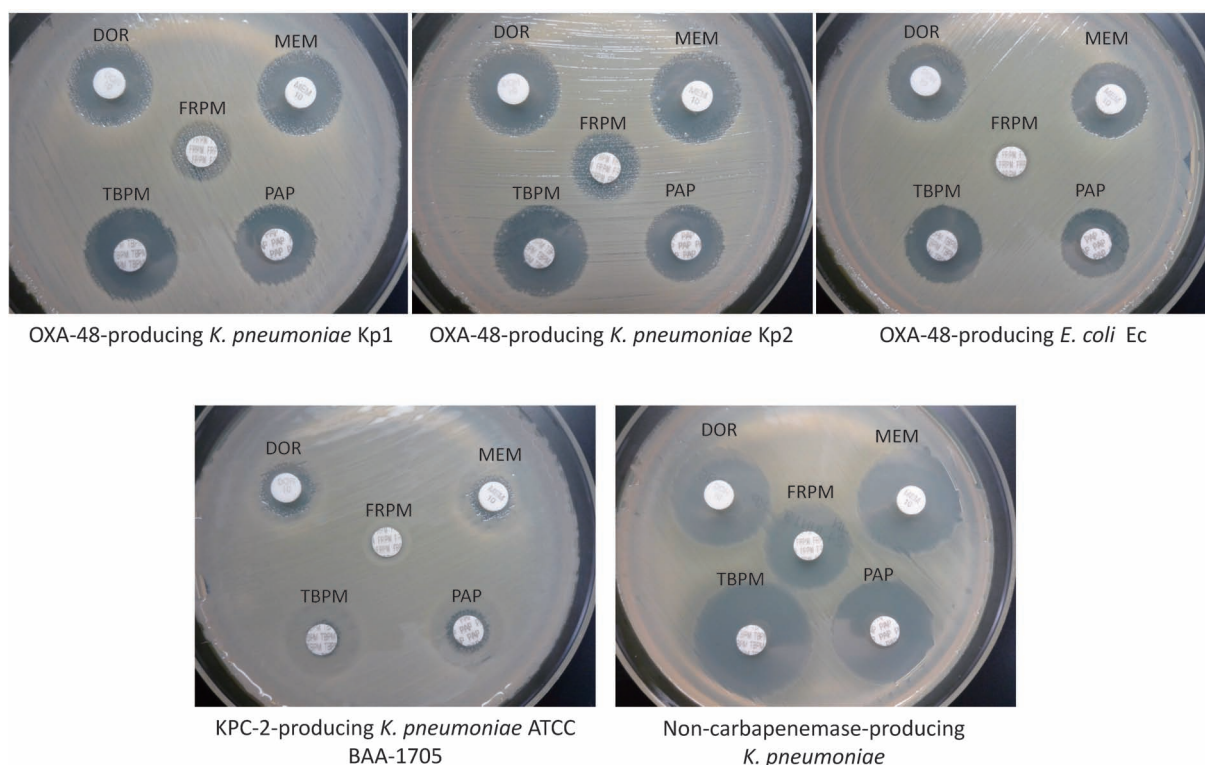 DOR
MEM
FRPM
TBPM
PAP
DOR
MEM
FRPM
TBPM
PAP
DOR
MEM
FRPM
TBPM
PAP
OXA-48-producing K. pneumoniae Kp1
OXA-48-producing K. pneumoniae Kp2
OXA-48-producing E. coli Ec
DOR
MEM
FRPM
TBPM
PAP
DOR
MEM
FRPM
TBPM
PAP
KPC-2-producing K. pneumoniae ATCC
BAA-1705
Non-carbapenemase-producing
K. pneumoniae